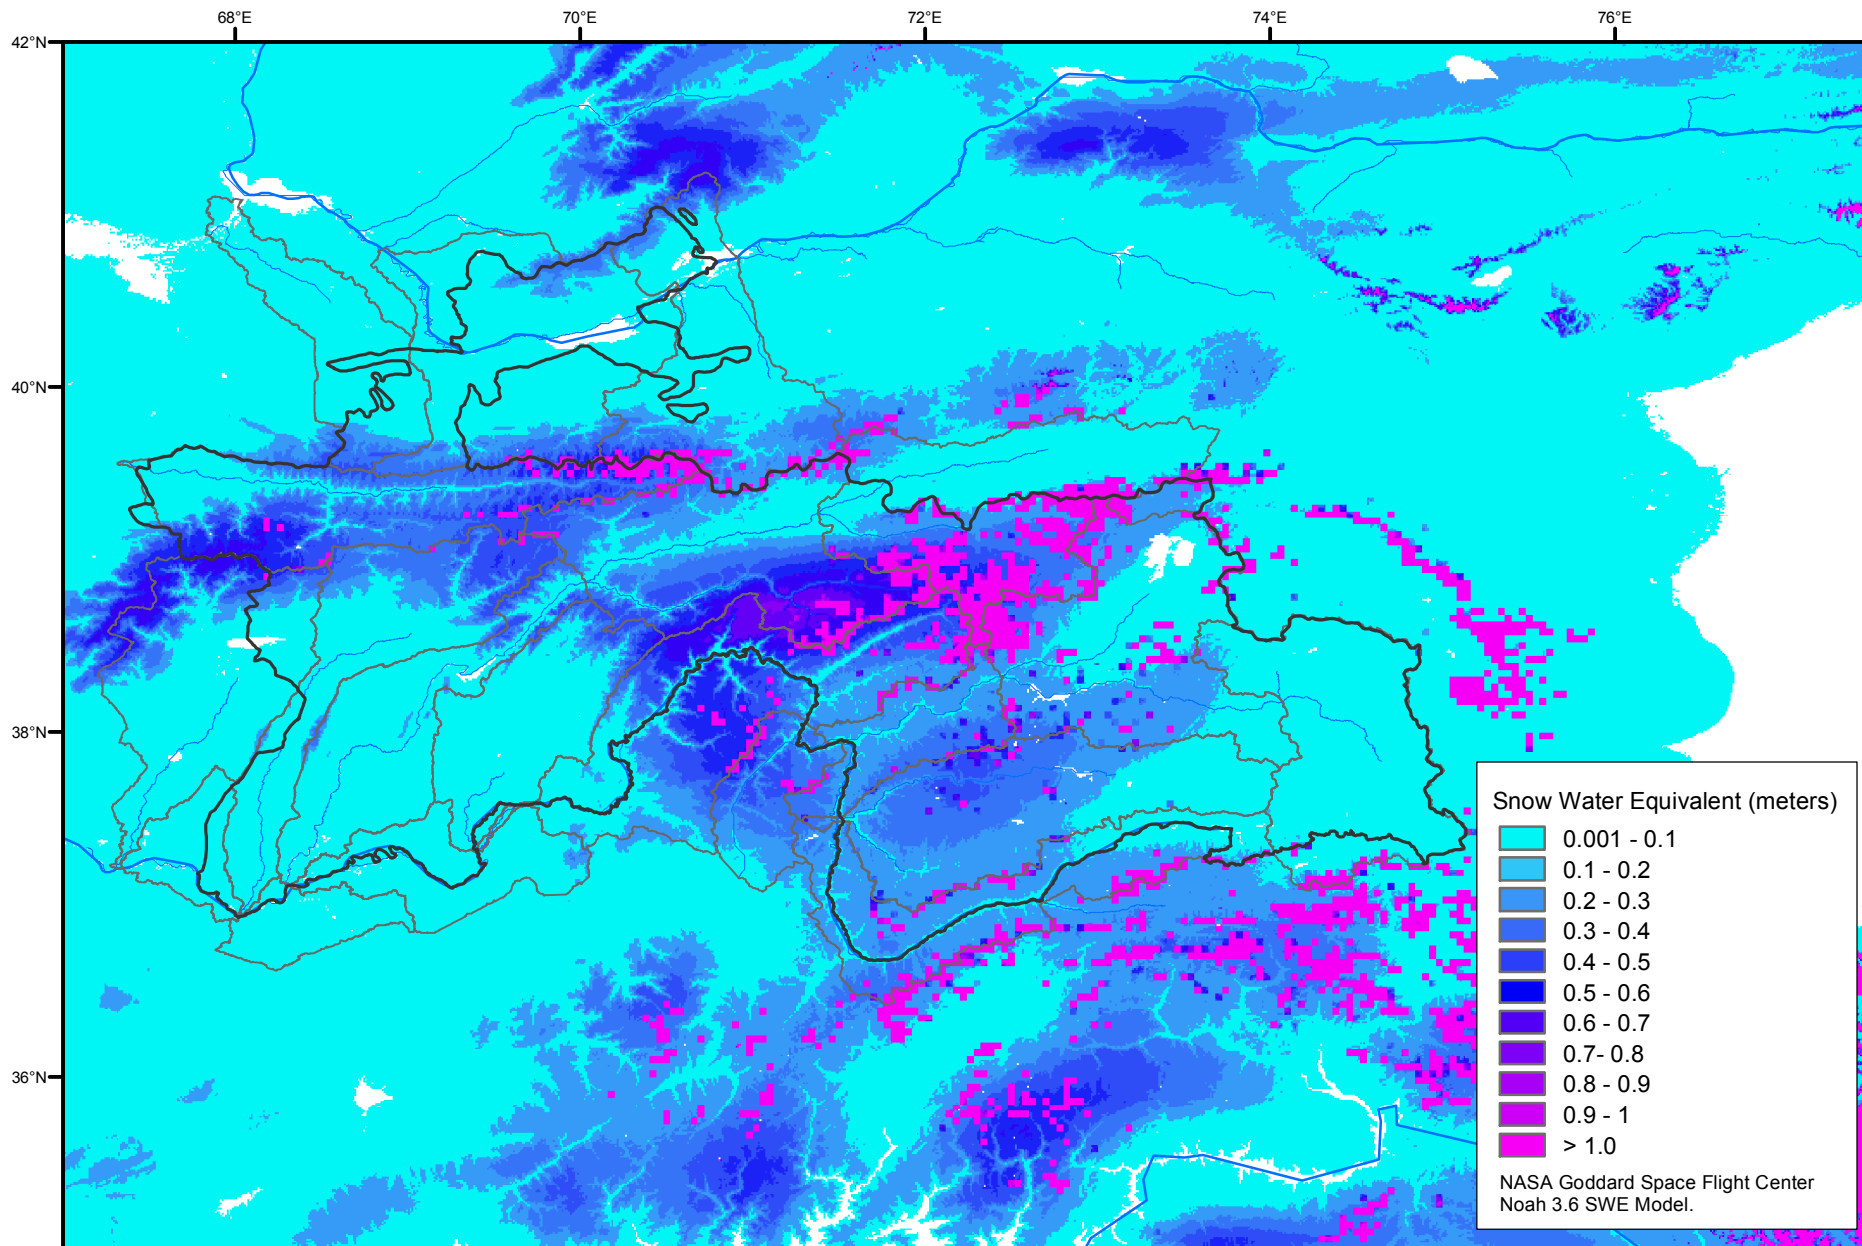 68°E 70°E 72°E 74°E 76°E
42°N
40°N
38°N
36°N
Snow Water Equivalent (meters)
0.001 - 0.1
0.1 - 0.2
0.2 - 0.3
0.3 - 0.4
0.4 - 0.5
0.5 - 0.6
0.6 - 0.7
0.7- 0.8
0.8 - 0.9
0.9 - 1
> 1.0
NASA Goddard Space Flight Center
Noah 3.6 SWE Model.